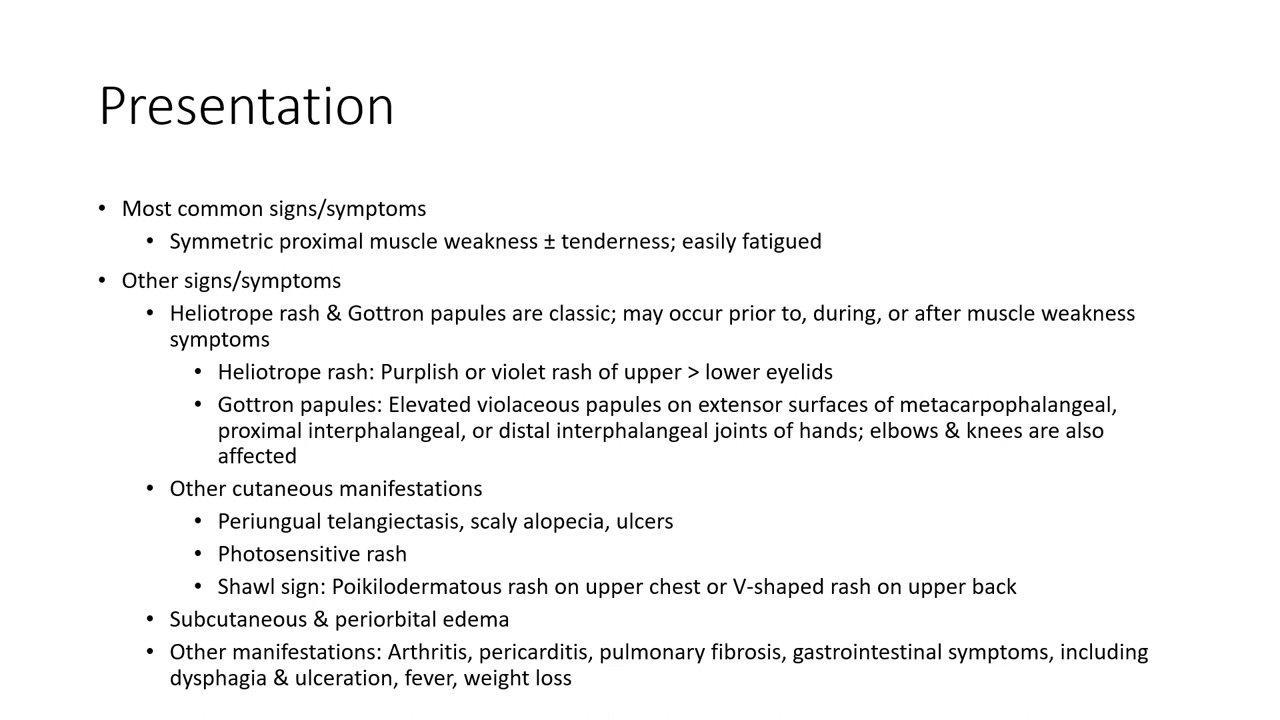 Presentation
• Most common signs/symptoms
• Symmetric proximal muscle weakness ± tenderness; easily fatigued
• Other signs/symptoms
• Heliotrope rash & Gottron papules are classic; may occur prior to, during, or after muscle weakness
symptoms
• Heliotrope rash: Purplish or violet rash of upper > lower eyelids
• Gottron papules: Elevated violaceous papules on extensor surfaces of metacarpophalangeal,
proximal interphalangeal, or distal interphalangeal joints of hands; elbows & knees are also
affected
• Other cutaneous manifestations
• Periungual telangiectasis, scaly alopecia, ulcers
• Photosensitive rash
• Shawl sign: Poikilodermatous rash on upper chest or V-shaped rash on upper back
• Subcutaneous & periorbital edema
• Other manifestations: Arthritis, pericarditis, pulmonary fibrosis, gastrointestinal symptoms, including
dysphagia & ulceration, fever, weight loss